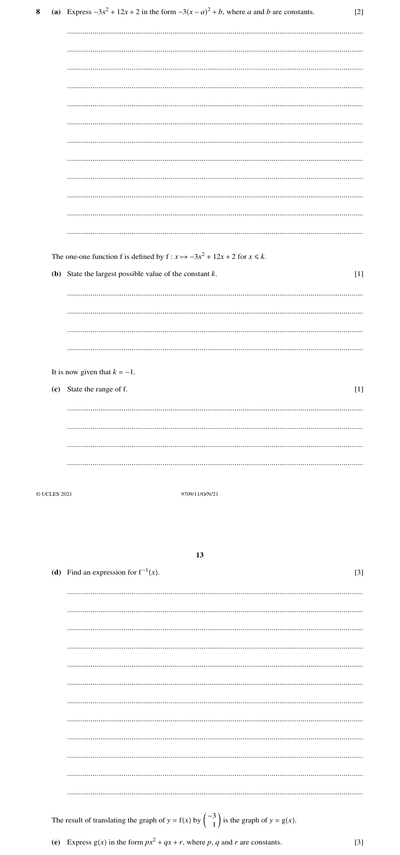 8 (a) Express −3x² + 12x + 2 in the form −3(x − a)² + b, where a and b are constants. [2]
The one-one function f is defined by f : x ↦ −3x² + 12x + 2 for x ⩽ k.
(b) State the largest possible value of the constant k. [1]
It is now given that k = −1.
(c) State the range of f. [1]
© UCLES 2021 9709/11/O/N/21
13
(d) Find an expression for f⁻¹(x). [3]
The result of translating the graph of y = f(x) by (−3 1) is the graph of y = g(x).
(e) Express g(x) in the form px² + qx + r, where p, q and r are constants. [3]